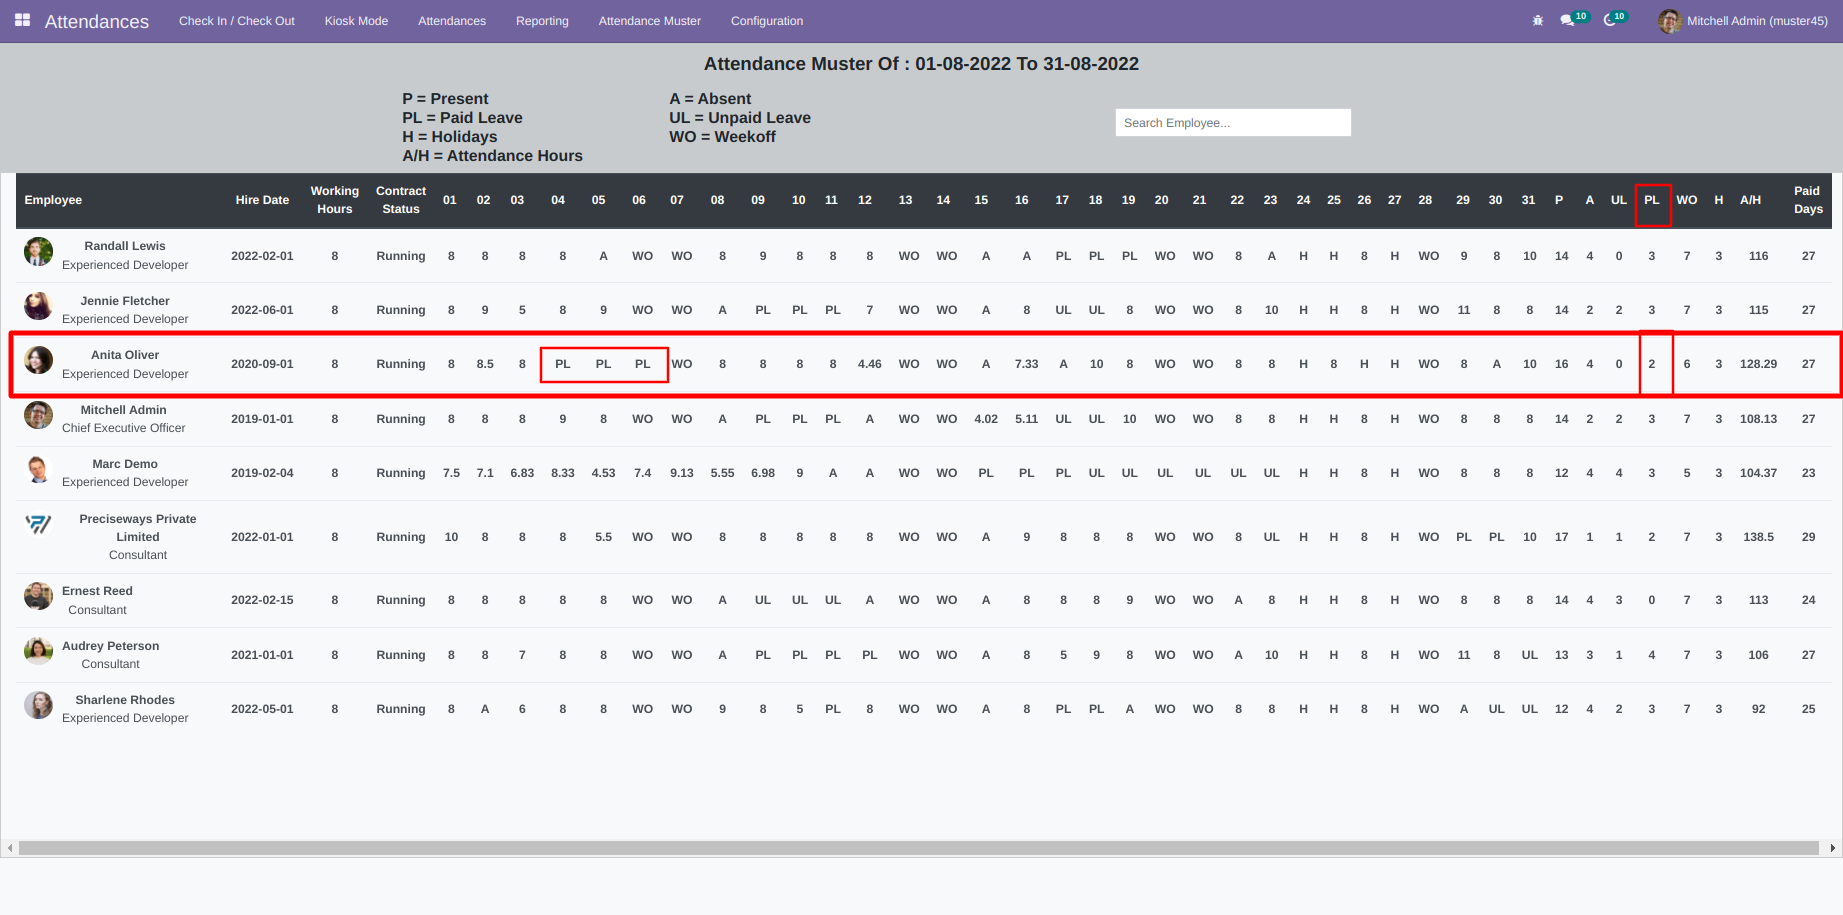 Attendances Check In / Check Out Kiosk Mode Attendances Reporting Attendance Muster Configuration 10 10 Mitchell Admin (muster45)
Attendance Muster Of : 01-08-2022 To 31-08-2022
P = Present A = Absent
PL = Paid Leave UL = Unpaid Leave
Search Employee...
H = Holidays WO = Weekoff
A/H = Attendance Hours
Employee Hire Date Working Hours Contract Status 01 02 03 04 05 06 07 08 09 10 11 12 13 14 15 16 17 18 19 20 21 22 23 24 25 26 27 28 29 30 31 P A UL PL WO H A/H Paid Days
Randall Lewis
Experienced Developer 2022-02-01 8 Running 8 8 8 8 A WO WO 8 9 8 8 8 WO WO A A PL PL PL WO WO 8 A H H 8 H WO 9 8 10 14 4 0 3 7 3 116 27
Jennie Fletcher
Experienced Developer 2022-06-01 8 Running 8 9 5 8 9 WO WO A PL PL PL 7 WO WO A 8 UL UL 8 WO WO 8 10 H H 8 H WO 11 8 8 14 2 2 3 7 3 115 27
Anita Oliver
Experienced Developer 2020-09-01 8 Running 8 8.5 8 PL PL PL WO 8 8 8 8 4.46 WO WO A 7.33 A 10 8 WO WO 8 8 H 8 H H WO 8 A 10 16 4 0 2 6 3 128.29 27
Mitchell Admin
Chief Executive Officer 2019-01-01 8 Running 8 8 8 9 8 WO WO A PL PL PL A WO WO 4.02 5.11 UL UL 10 WO WO 8 8 H H 8 H WO 8 8 8 14 2 2 3 7 3 108.13 27
Marc Demo
Experienced Developer 2019-02-04 8 Running 7.5 7.1 6.83 8.33 4.53 7.4 9.13 5.55 6.98 9 A A WO WO PL PL PL UL UL UL UL UL UL H H 8 H WO 8 8 8 12 4 4 3 5 3 104.37 23
Preciseways Private
Limited
Consultant 2022-01-01 8 Running 10 8 8 8 5.5 WO WO 8 8 8 8 8 WO WO A 9 8 8 8 WO WO 8 UL H H 8 H WO PL PL 10 17 1 1 2 7 3 138.5 29
Ernest Reed
Consultant 2022-02-15 8 Running 8 8 8 8 8 WO WO A UL UL UL A WO WO A 8 8 8 9 WO WO A 8 H H 8 H WO 8 8 8 14 4 3 0 7 3 113 24
Audrey Peterson
Consultant 2021-01-01 8 Running 8 8 7 8 8 WO WO A PL PL PL PL WO WO A 8 5 9 8 WO WO A 10 H H 8 H WO 11 8 UL 13 3 1 4 7 3 106 27
Sharlene Rhodes
Experienced Developer 2022-05-01 8 Running 8 A 6 8 8 WO WO 9 8 5 PL 8 WO WO A 8 PL PL A WO WO 8 8 H H 8 H WO A UL UL 12 4 2 3 7 3 92 25